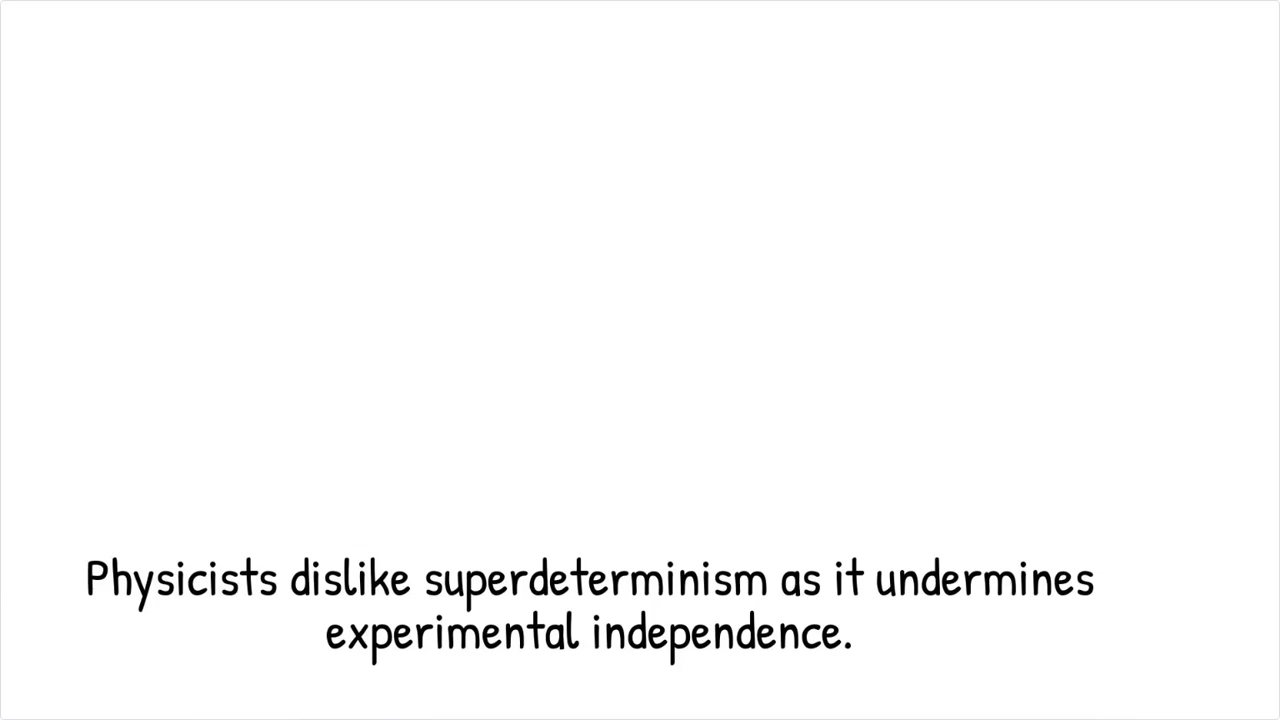 Physicists dislike superdeterminism as it undermines
experimental independence.